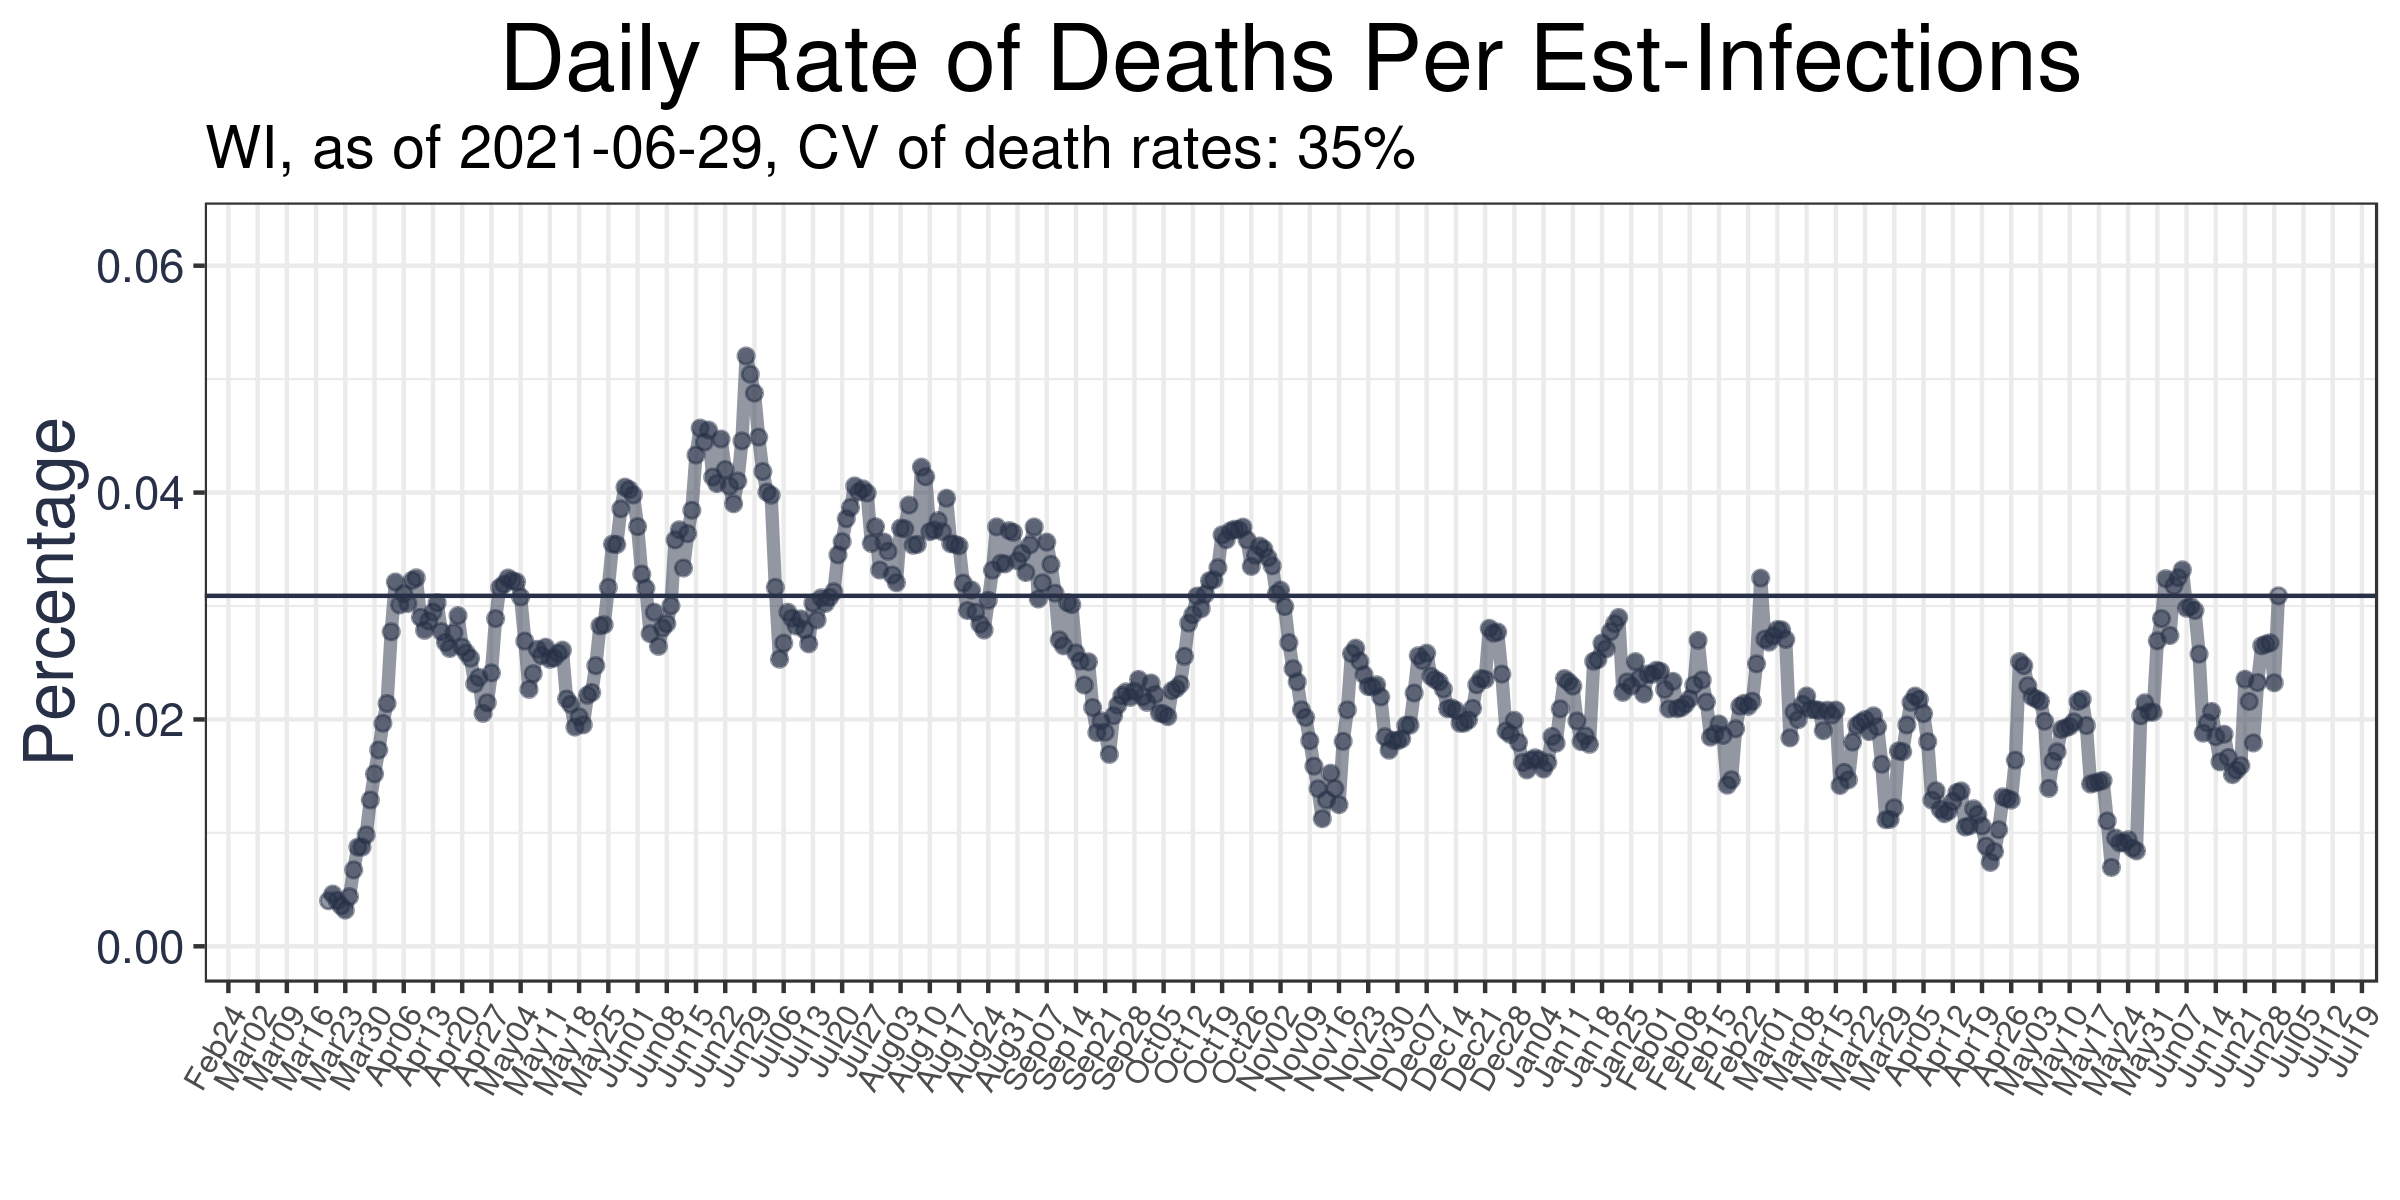 Daily Rate of Deaths Per Est-Infections
WI, as of 2021-06-29, CV of death rates: 35%
Percentage
0.06
0.04
0.02
0.00
Feb24
Mar02
Mar09
Mar16
Mar23
Mar30
Apr06
Apr13
Apr20
Apr27
May04
May11
May18
May25
Jun01
Jun08
Jun15
Jun22
Jun29
Jul06
Jul13
Jul20
Jul27
Aug03
Aug10
Aug17
Aug24
Aug31
Sep07
Sep14
Sep21
Sep28
Oct05
Oct12
Oct19
Oct26
Nov02
Nov09
Nov16
Nov23
Nov30
Dec07
Dec14
Dec21
Dec28
Jan04
Jan11
Jan18
Jan25
Feb01
Feb08
Feb15
Feb22
Mar01
Mar08
Mar15
Mar22
Mar29
Apr05
Apr12
Apr19
Apr26
May03
May10
May17
May24
May31
Jun07
Jun14
Jun21
Jun28
Jul05
Jul12
Jul19